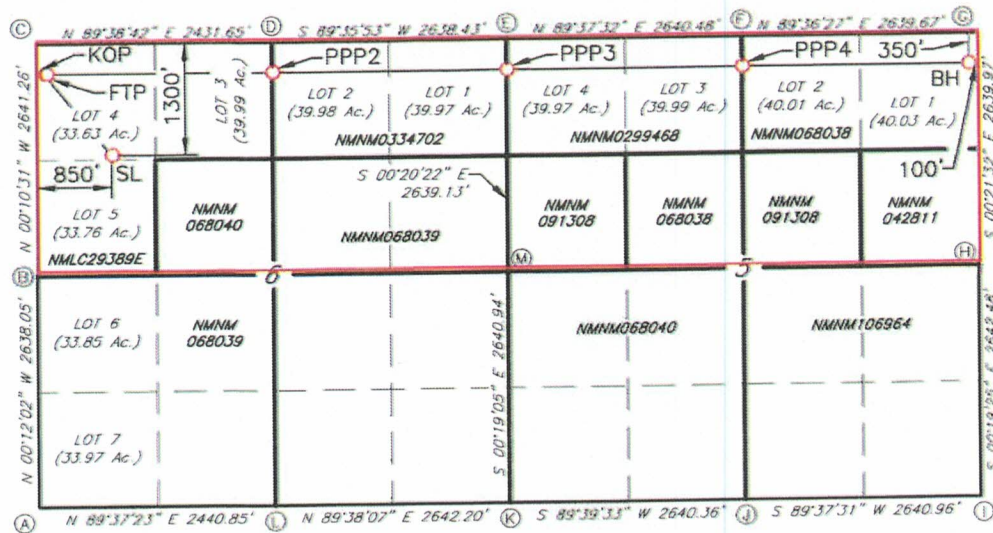 C N 89°38'42" E 2431.65' D S 89°35'53" W 2638.43' E N 89°37'32" E 2640.48' F N 89°36'27" E 2639.67' G
KOP PPP2 PPP3 PPP4 350'
FTP BH
1300'
LOT 4
(33.63 Ac.)
LOT 3
(39.99 Ac.)
LOT 2
(39.98 Ac.)
LOT 1
(39.97 Ac.)
LOT 4
(39.97 Ac.)
LOT 3
(39.99 Ac.)
LOT 2
(40.01 Ac.)
LOT 1
(40.03 Ac.)
NMNM0334702
NMNM0299468
NMNM068038
N 00°10'31" W 2641.26'
S 00°21'32" E 2639.97'
850' SL
100'
S 00°20'22" E
2639.13'
LOT 5
(33.76 Ac.)
NMLC29389E
NMNM
068040
NMNM068039
NMNM
091308
NMNM
068038
NMNM
091308
NMNM
042811
B 6 M 5 H
N 00°12'02" W 2638.05'
LOT 6
(33.85 Ac.)
NMNM
068039
S 00°19'05" E 2640.94'
NMNM068040
NMNM106964
LOT 7
(33.97 Ac.)
2642.48'
A N 89°37'23" E 2440.85' L N 89°38'07" E 2642.20' K S 89°39'33" W 2640.36' J S 89°37'31" W 2640.96' I